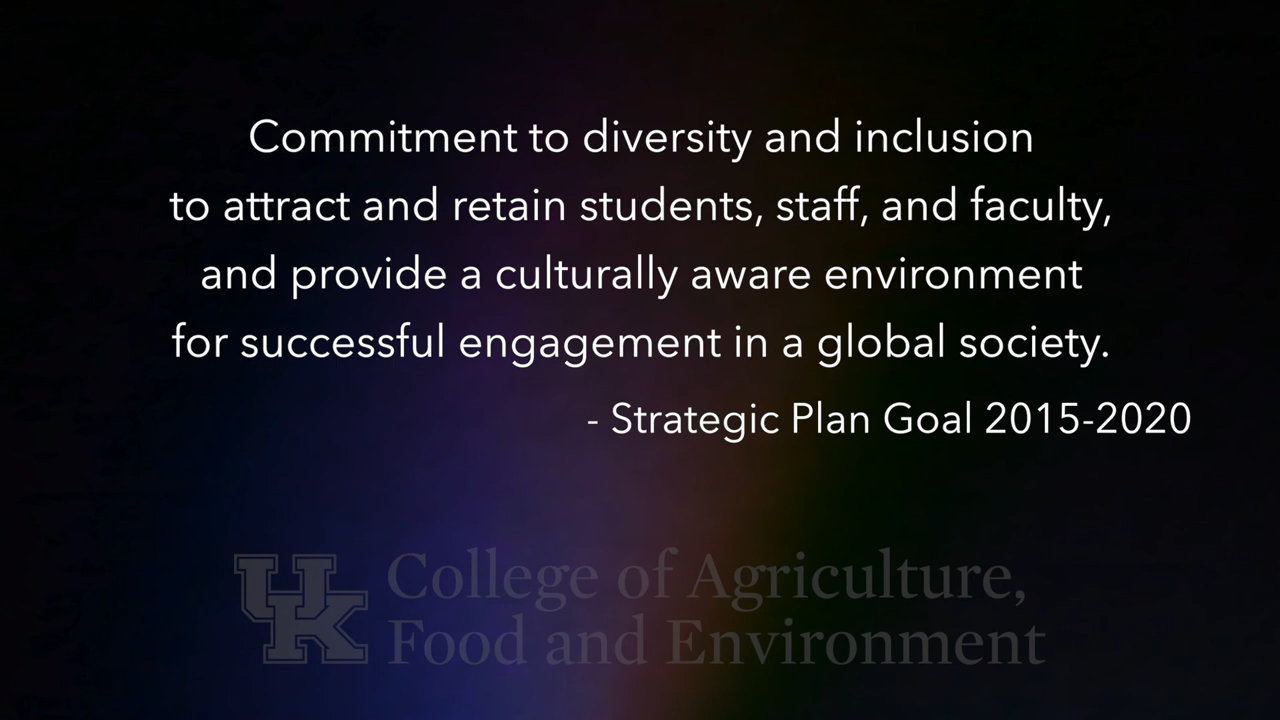 Commitment to diversity and inclusion
to attract and retain students, staff, and faculty,
and provide a culturally aware environment
for successful engagement in a global society.
- Strategic Plan Goal 2015-2020
UK College of Agriculture,
Food and Environment